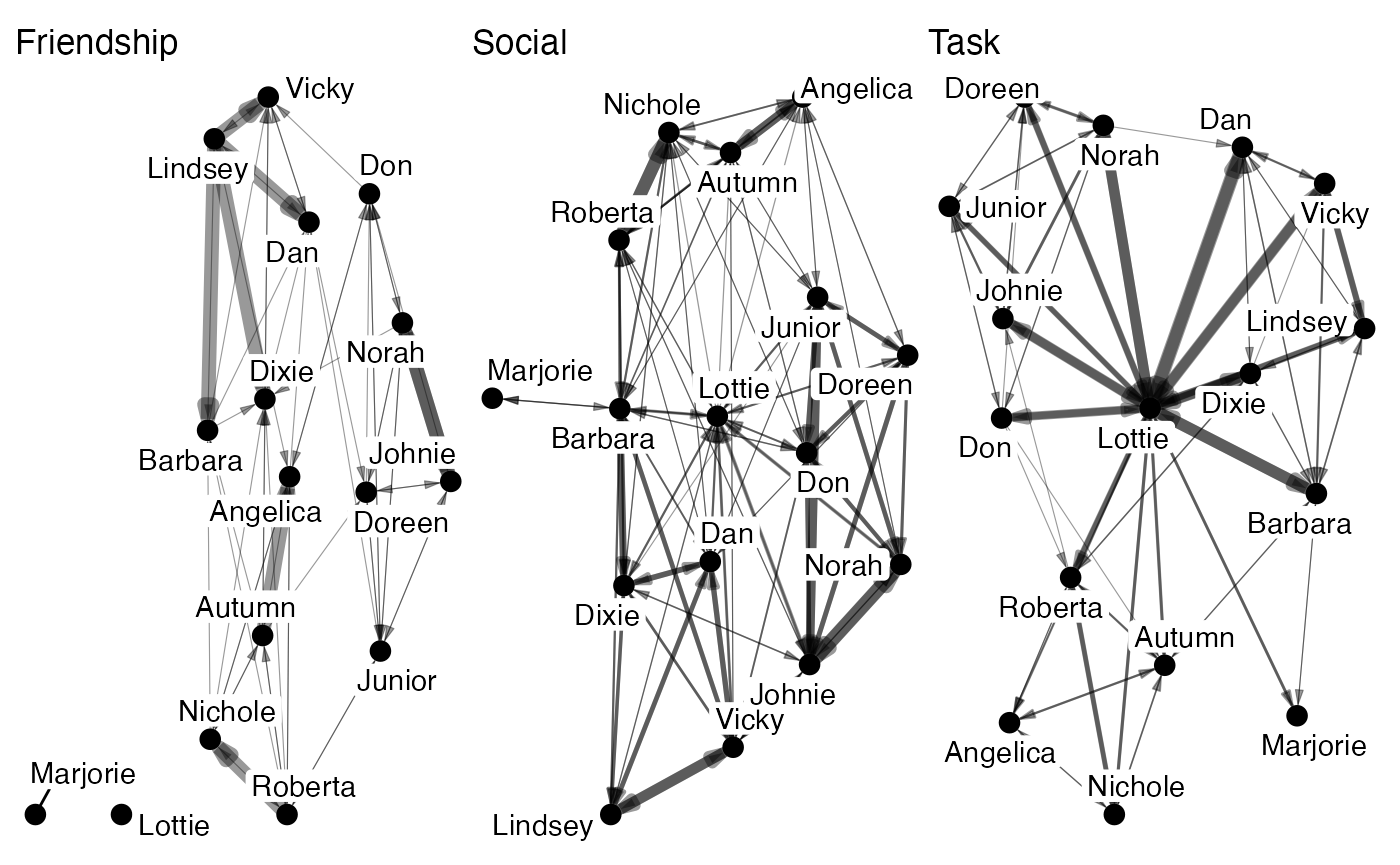 Friendship
Vicky
Lindsey
Don
Dan
Norah
Dixie
Barbara
Johnie
Angelica
Doreen
Autumn
Junior
Nichole
Marjorie
Roberta
Lottie
Social
Angelica
Nichole
Autumn
Roberta
Junior
Marjorie
Lottie
Doreen
Barbara
Don
Dan
Norah
Dixie
Johnie
Vicky
Lindsey
Task
Doreen
Dan
Norah
Junior
Vicky
Johnie
Lindsey
Dixie
Don
Lottie
Barbara
Roberta
Autumn
Angelica
Marjorie
Nichole